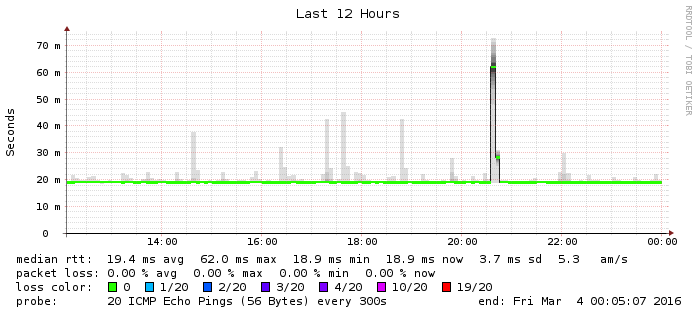 Last 12 Hours
RRDTOOL / TOBI OETIKER
Seconds
70 m
60 m
50 m
40 m
30 m
20 m
10 m
0
14:00 16:00 18:00 20:00 22:00 00:00
median rtt: 19.4 ms avg 62.0 ms max 18.9 ms min 18.9 ms now 3.7 ms sd 5.3 am/s
packet loss: 0.00 % avg 0.00 % max 0.00 % min 0.00 % now
loss color: 0 1/20 2/20 3/20 4/20 10/20 19/20
probe: 20 ICMP Echo Pings (56 Bytes) every 300s end: Fri Mar 4 00:05:07 2016